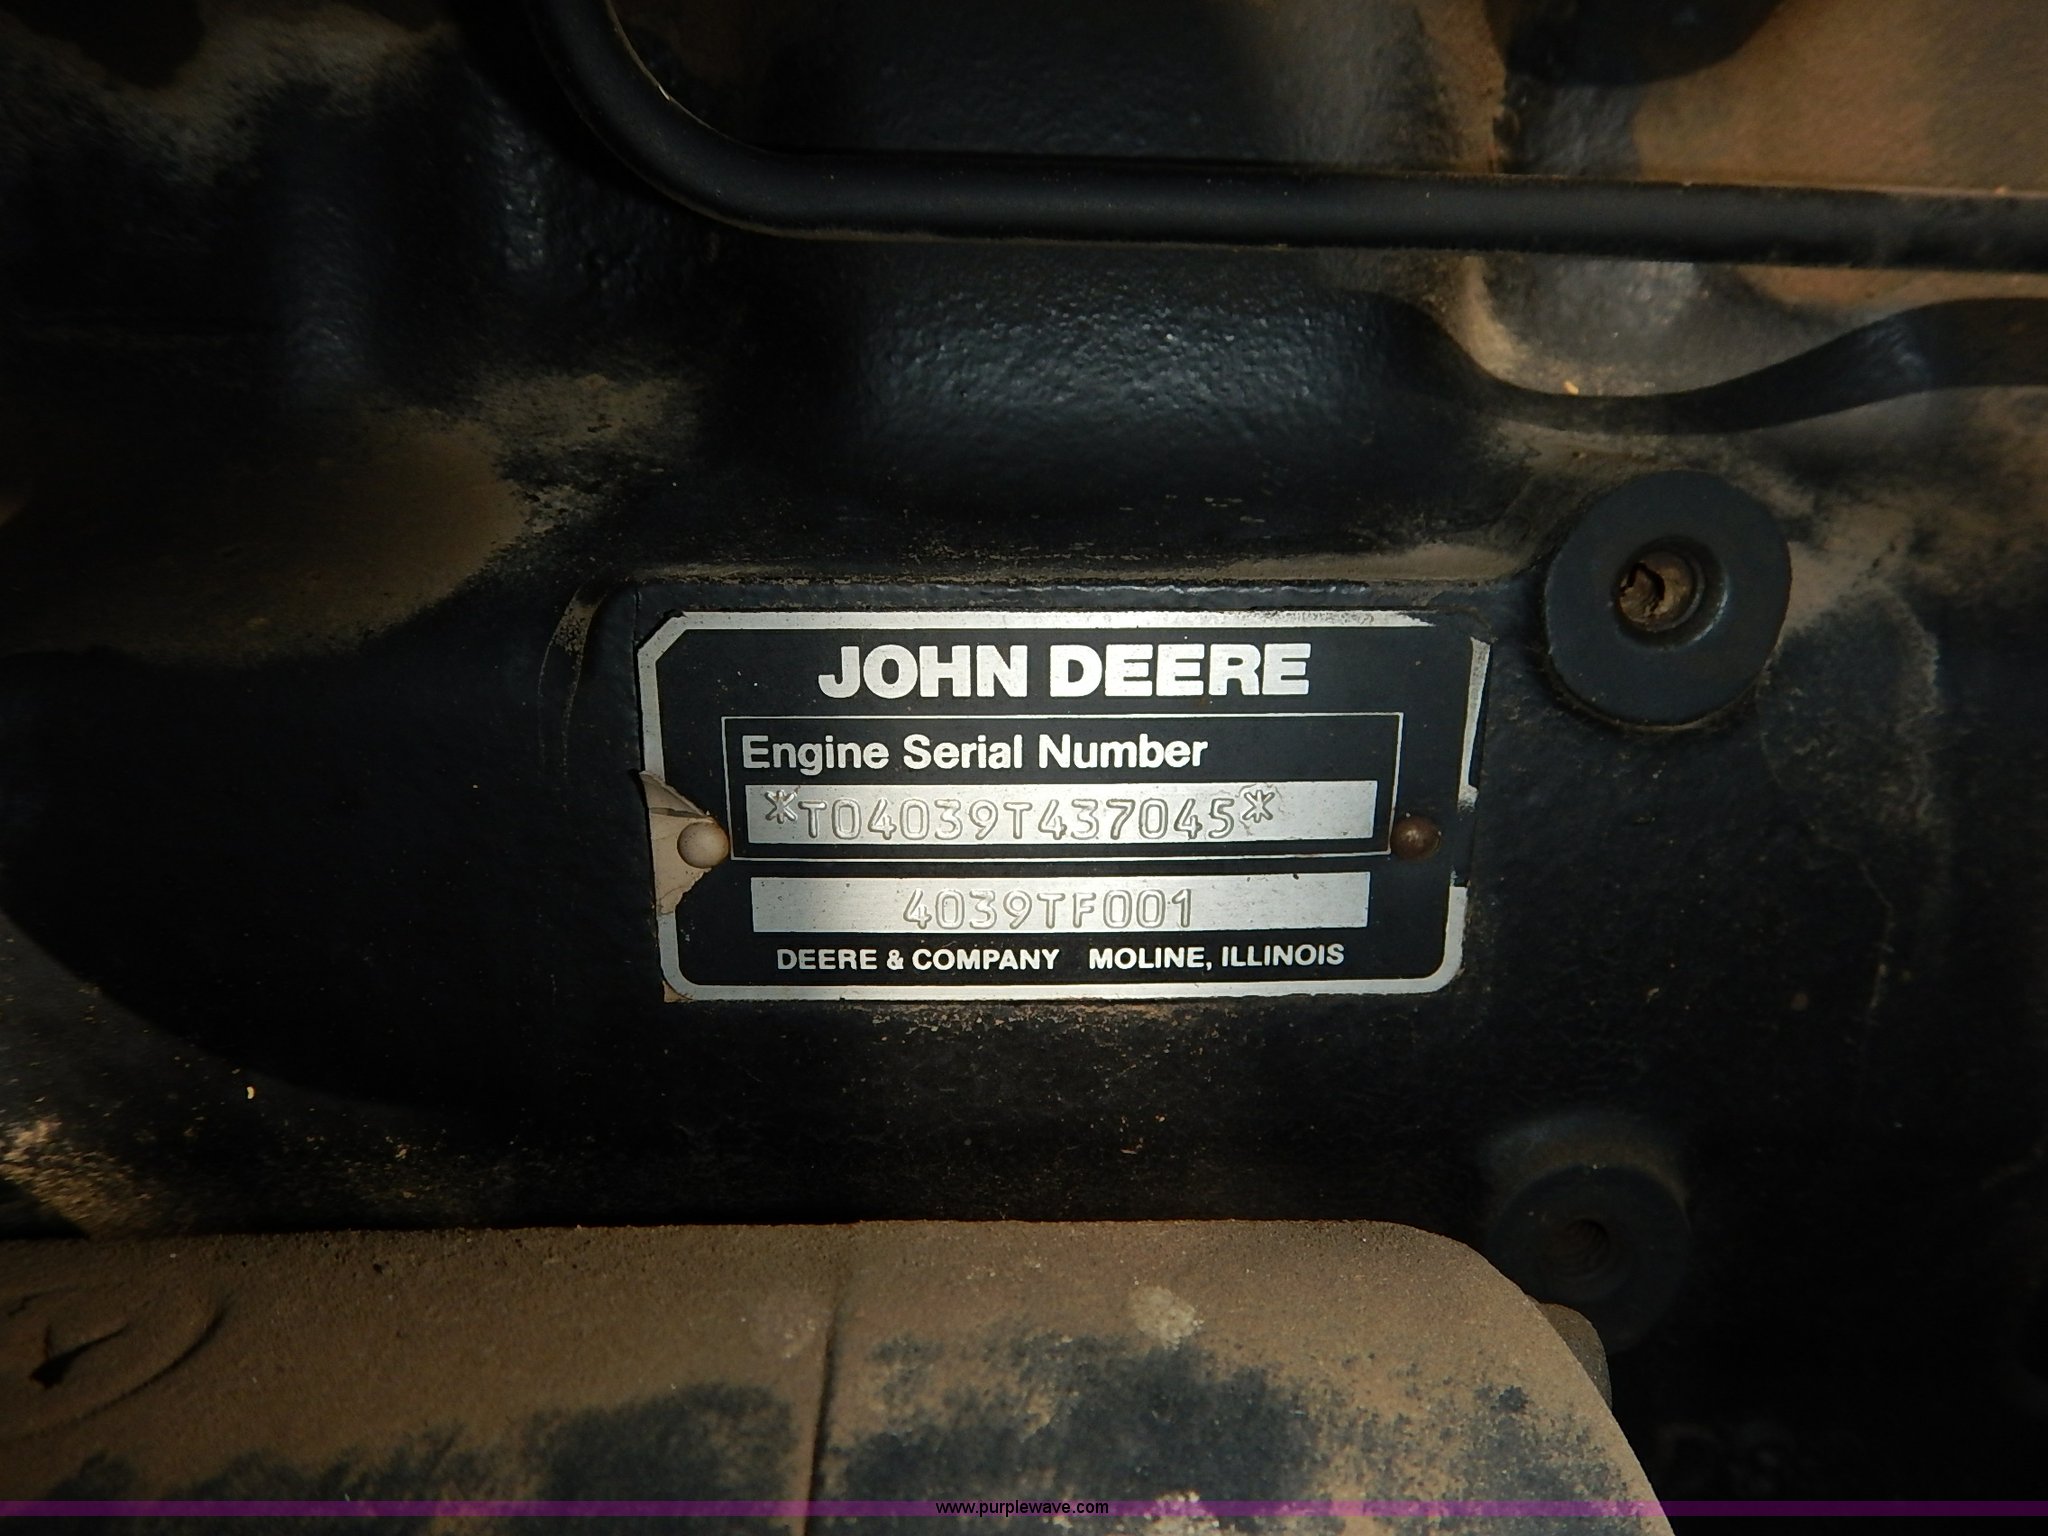 JOHN DEERE
Engine Serial Number
*T04039T437045*
4039TF001
DEERE & COMPANY MOLINE, ILLINOIS
www.purplewave.com